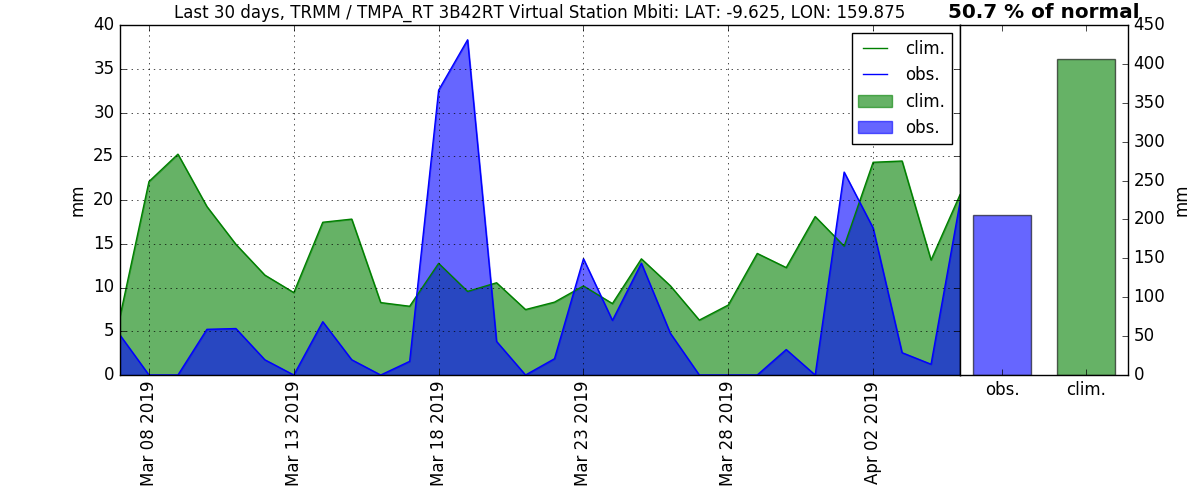 Last 30 days, TRMM / TMPA_RT 3B42RT Virtual Station Mbiti: LAT: -9.625, LON: 159.875
50.7 % of normal
40
35
30
25
20
15
10
5
0
mm
clim.
obs.
clim.
obs.
Mar 08 2019
Mar 13 2019
Mar 18 2019
Mar 23 2019
Mar 28 2019
Apr 02 2019
450
400
350
300
250
200
150
100
50
0
mm
obs.
clim.